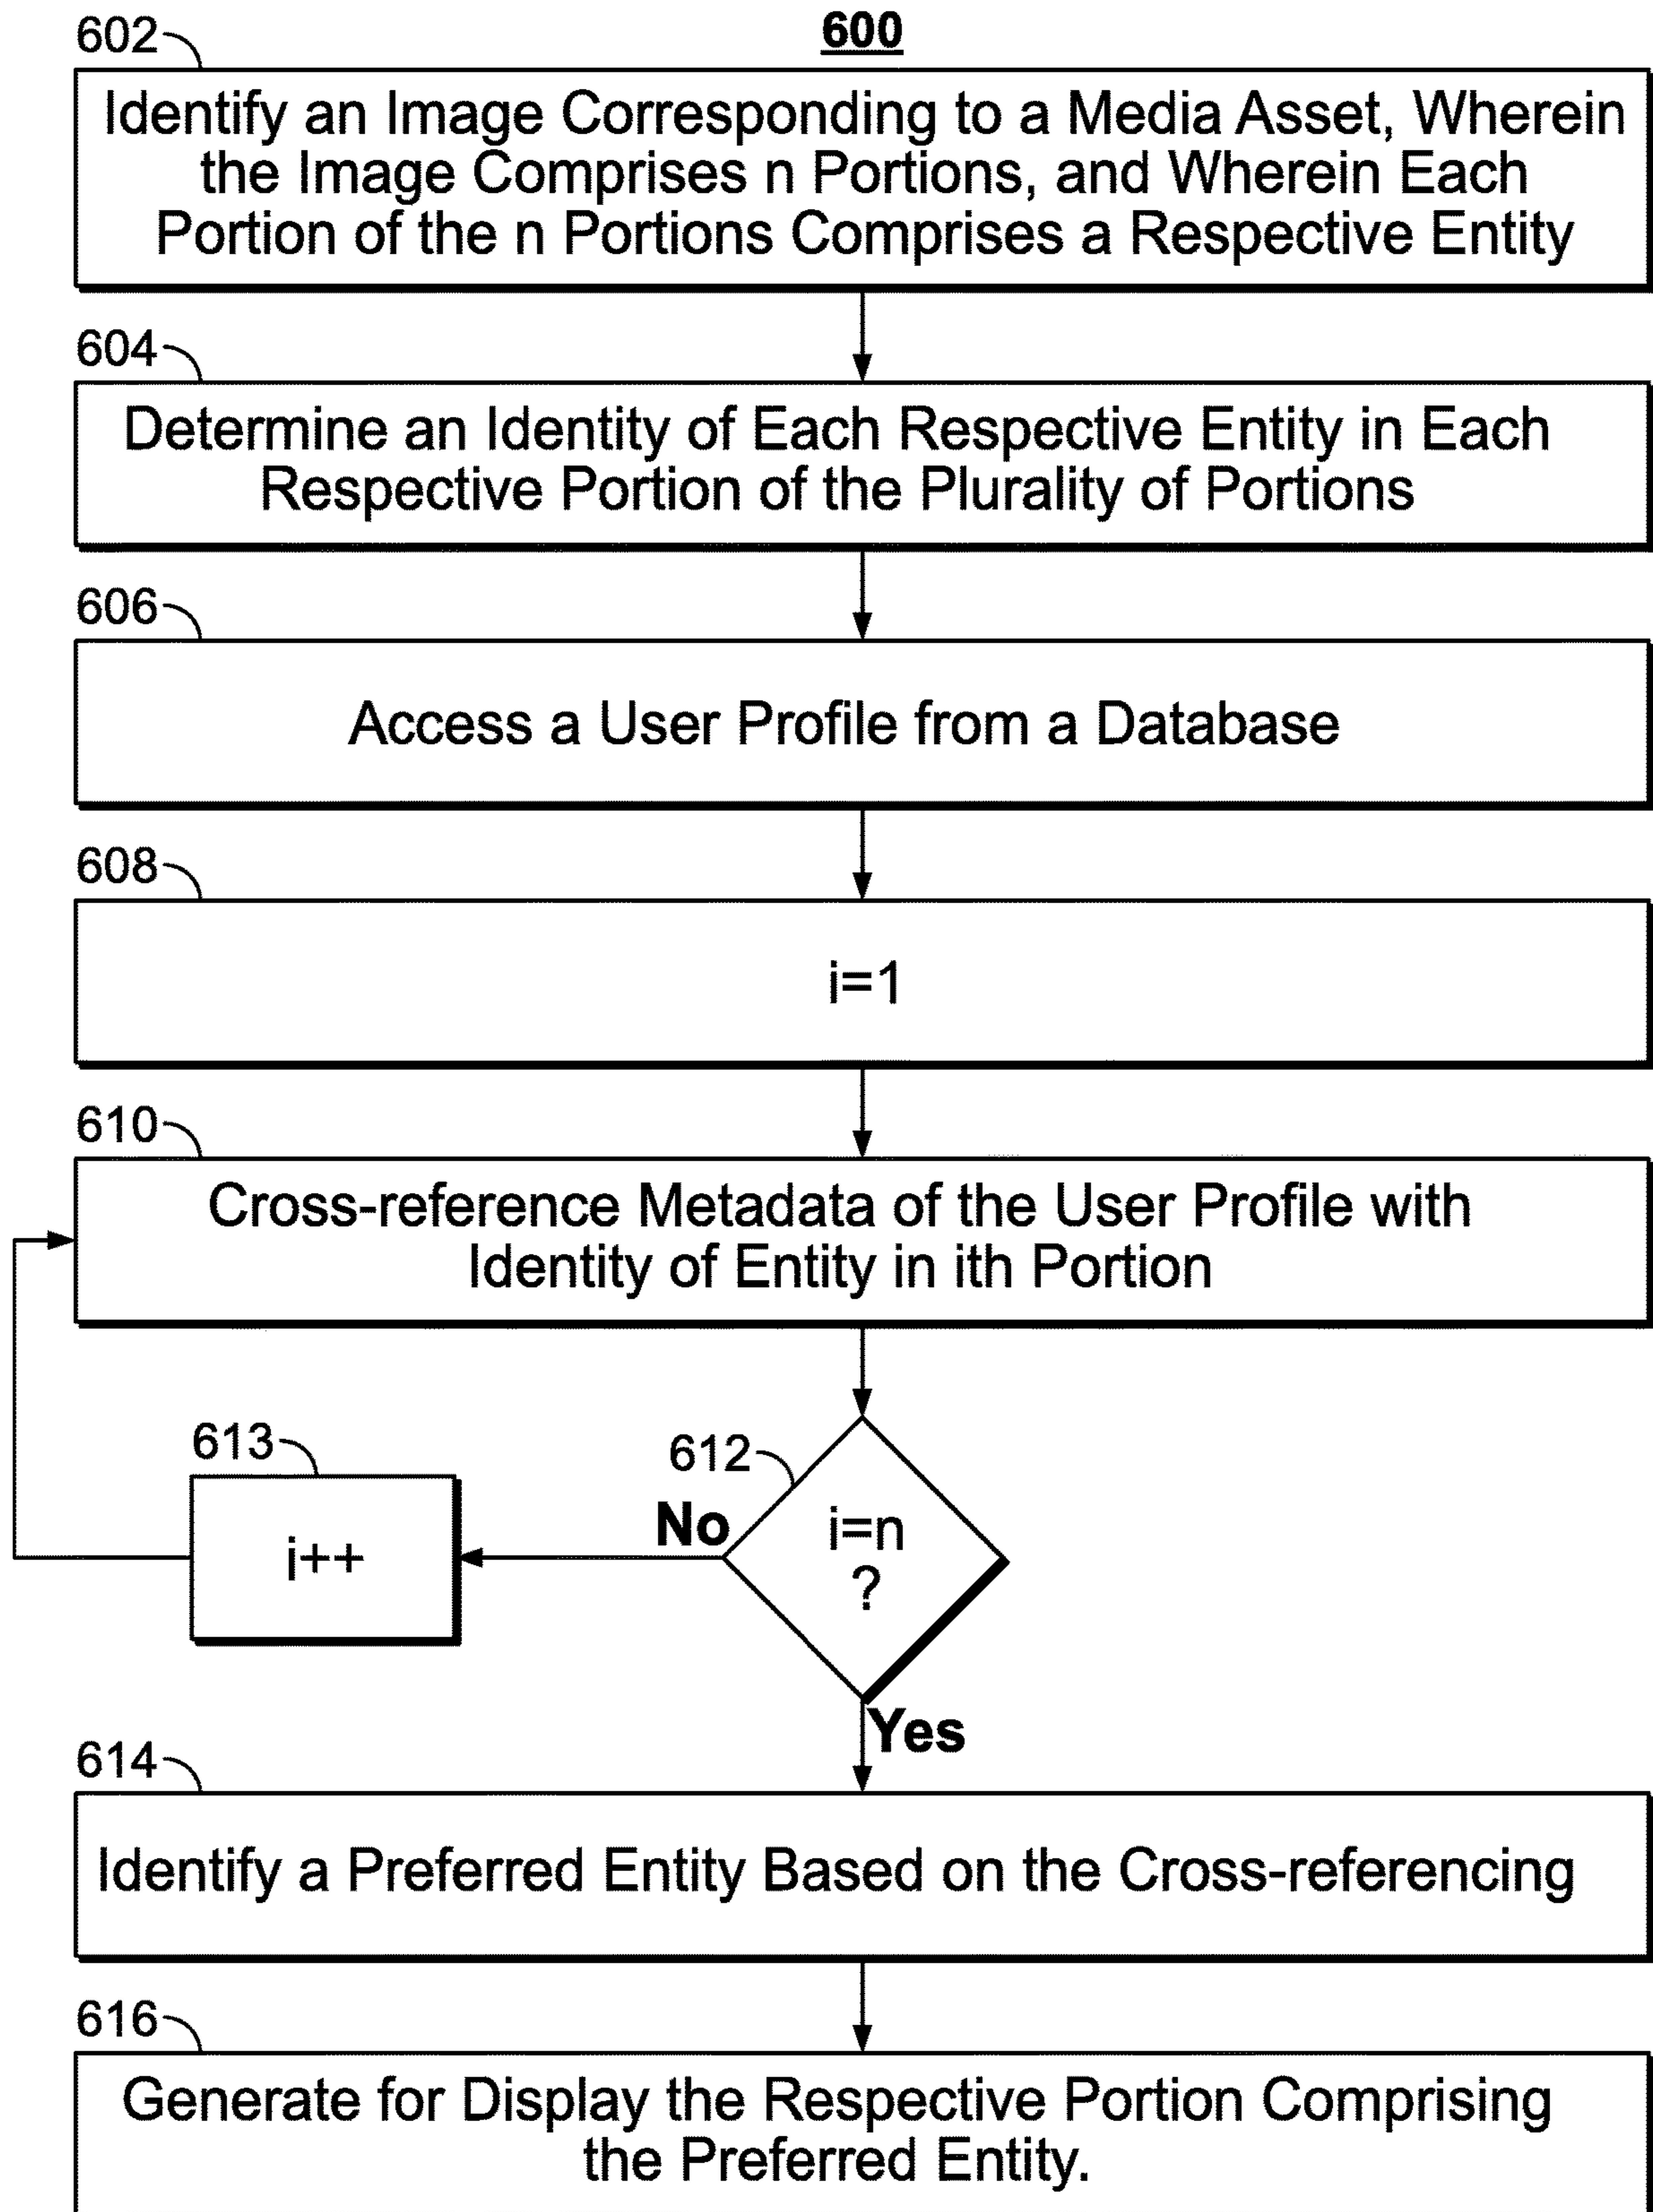 600
602
Identify an Image Corresponding to a Media Asset, Wherein
the Image Comprises n Portions, and Wherein Each
Portion of the n Portions Comprises a Respective Entity
604
Determine an Identity of Each Respective Entity in Each
Respective Portion of the Plurality of Portions
606
Access a User Profile from a Database
608
i=1
610
Cross-reference Metadata of the User Profile with
Identity of Entity in ith Portion
612
i=n
?
No
613
i++
Yes
614
Identify a Preferred Entity Based on the Cross-referencing
616
Generate for Display the Respective Portion Comprising
the Preferred Entity.